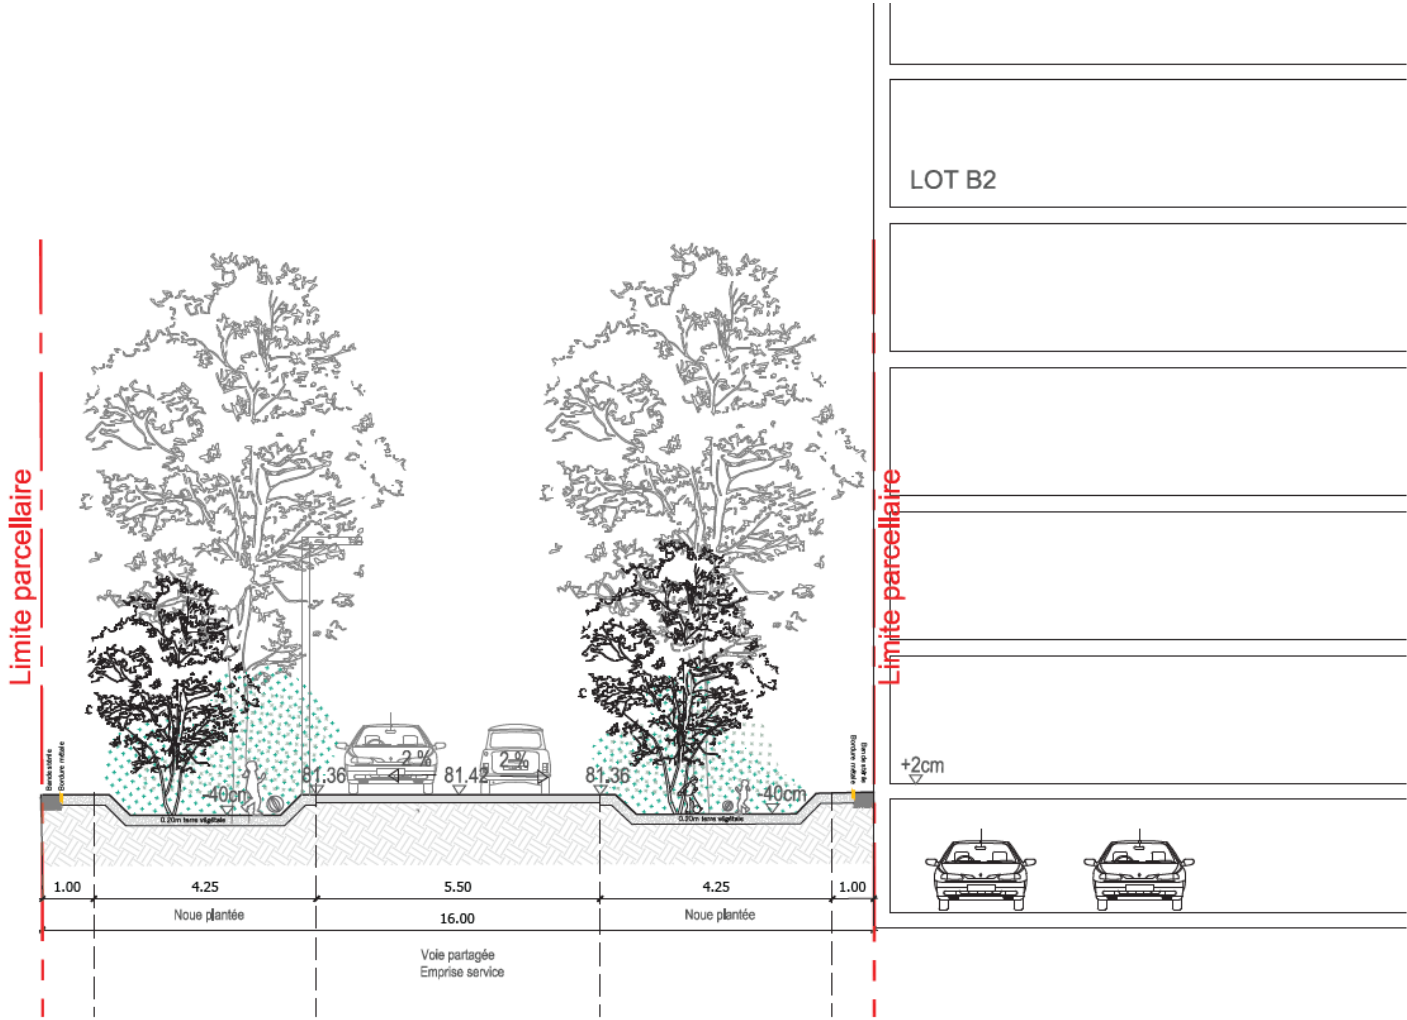 LOT B2
Limite parcellaire
Limite parcellaire
+2cm
Bande stérile
Bordure métale
Bordure métale
Bande stérile
2 %
2 %
81.36
81.42
81.36
-40cm
-40cm
0.20m terre végétale
0.20m terre végétale
1.00
4.25
5.50
4.25
1.00
Noue plantée
16.00
Noue plantée
Voie partagée
Emprise service